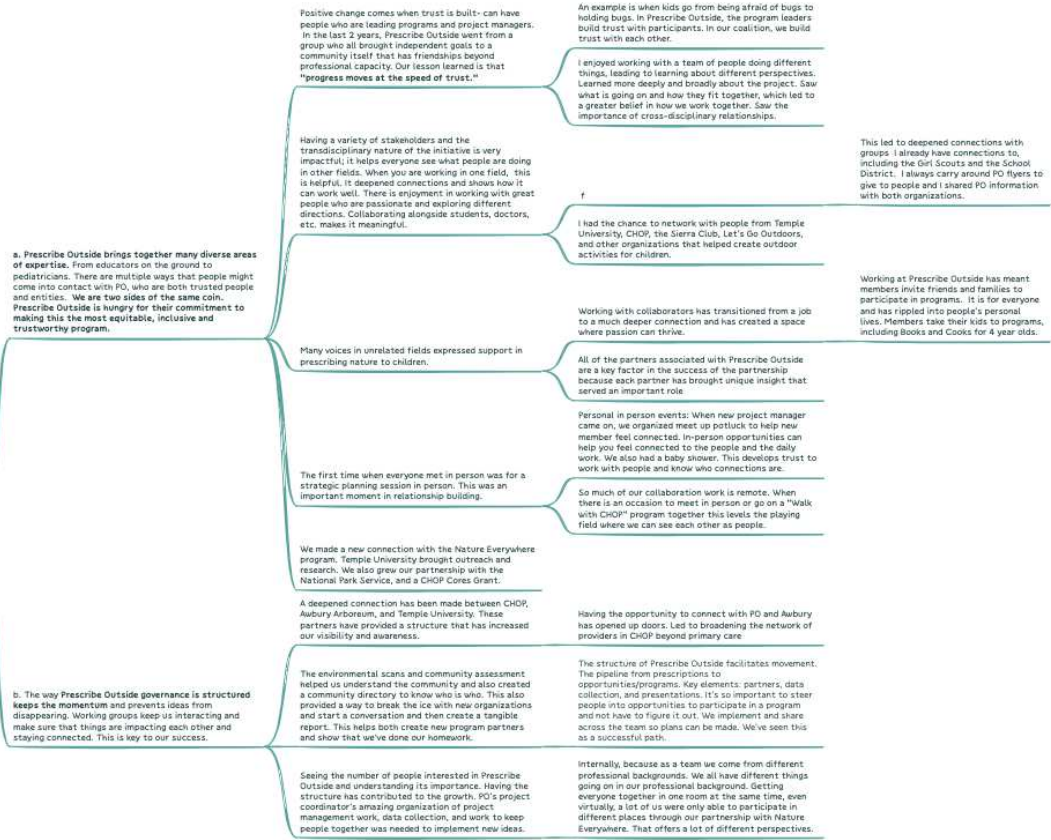 Positive change comes when trust is built- can have
people who are leading programs and project managers.
In the last 2 years, Prescribe Outside went from a
group who all brought independent goals to a
community itself that has friendships beyond
professional capacity. Our lesson learned is that
"progress moves at the speed of trust."
An example is when kids go from being afraid of bugs to
holding bugs. In Prescribe Outside, the program leaders
build trust with participants. In our coalition, we build
trust with each other.
I enjoyed working with a team of people doing different
things, leading to learning about different perspectives.
Learned more deeply and broadly about the project. Saw
what is going on and how they fit together, which led to
a greater belief in how we work together. Saw the
importance of cross-disciplinary relationships.
Having a variety of stakeholders and the
transdisciplinary nature of the initiative is very
impactful; it helps everyone see what people are doing
in other fields. When you are working in one field, this
is helpful. It deepened connections and shows how it
can work well. There is enjoyment in working with great
people who are passionate and exploring different
directions. Collaborating alongside students, doctors,
etc. makes it meaningful.
f
This led to deepened connections with
groups I already have connections to,
including the Girl Scouts and the School
District. I always carry around PO flyers to
give to people and I shared PO information
with both organizations.
I had the chance to network with people from Temple
University, CHOP, the Sierra Club, Let's Go Outdoors,
and other organizations that helped create outdoor
activities for children.
a. Prescribe Outside brings together many diverse areas
of expertise. From educators on the ground to
pediatricians. There are multiple ways that people might
come into contact with PO, who are both trusted people
and entities. We are two sides of the same coin.
Prescribe Outside is hungry for their commitment to
making this the most equitable, inclusive and
trustworthy program.
Many voices in unrelated fields expressed support in
prescribing nature to children.
Working with collaborators has transitioned from a job
to a much deeper connection and has created a space
where passion can thrive.
Working at Prescribe Outside has meant
members invite friends and families to
participate in programs. It is for everyone
and has rippled into people's personal
lives. Members take their kids to programs,
including Books and Cooks for 4 year olds.
All of the partners associated with Prescribe Outside
are a key factor in the success of the partnership
because each partner has brought unique insight that
served an important role
The first time when everyone met in person was for a
strategic planning session in person. This was an
important moment in relationship building.
Personal in person events: When new project manager
came on, we organized meet up potluck to help new
member feel connected. In-person opportunities can
help you feel connected to the people and the daily
work. We also had a baby shower. This develops trust to
work with people and know who connections are.
So much of our collaboration work is remote. When
there is an occasion to meet in person or go on a "Walk
with CHOP" program together this levels the playing
field where we can see each other as people.
We made a new connection with the Nature Everywhere
program. Temple University brought outreach and
research. We also grew our partnership with the
National Park Service, and a CHOP Cores Grant.
b. The way Prescribe Outside governance is structured
keeps the momentum and prevents ideas from
disappearing. Working groups keep us interacting and
make sure that things are impacting each other and
staying connected. This is key to our success.
A deepened connection has been made between CHOP,
Awbury Arboreum, and Temple University. These
partners have provided a structure that has increased
our visibility and awareness.
Having the opportunity to connect with PO and Awbury
has opened up doors. Led to broadening the network of
providers in CHOP beyond primary care
The environmental scans and community assessment
helped us understand the community and also created
a community directory to know who is who. This also
provided a way to break the ice with new organizations
and start a conversation and then create a tangible
report. This helps both create new program partners
and show that we've done our homework.
The structure of Prescribe Outside facilitates movement.
The pipeline from prescriptions to
opportunities/programs. Key elements: partners, data
collection, and presentations. It's so important to steer
people into opportunities to participate in a program
and not have to figure it out. We implement and share
across the team so plans can be made. We've seen this
as a successful path.
Seeing the number of people interested in Prescribe
Outside and understanding its importance. Having the
structure has contributed to the growth. PO's project
coordinator's amazing organization of project
management work, data collection, and work to keep
people together was needed to implement new ideas.
Internally, because as a team we come from different
professional backgrounds. We all have different things
going on in our professional background. Getting
everyone together in one room at the same time, even
virtually, a lot of us were only able to participate in
different places through our partnership with Nature
Everywhere. That offers a lot of different perspectives.